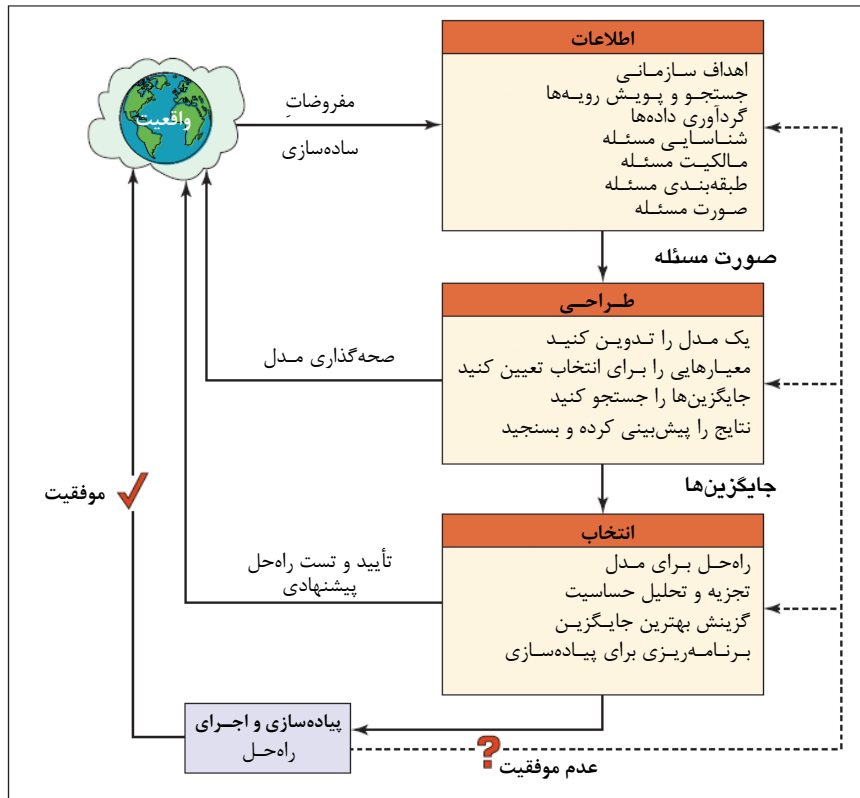 اطلاعات
اهداف سازمانی
جستجو و پویش رویه‌ها
گردآوری داده‌ها
شناسایی مسئله
مالکیت مسئله
طبقه‌بندی مسئله
صورت مسئله
واقعیت
مفروضاتِ
ساده‌سازی
صورت مسئله
طراحی
یک مدل را تدوین کنید
معیارهایی را برای انتخاب تعیین کنید
جایگزین‌ها را جستجو کنید
نتایج را پیش‌بینی کرده و بسنجید
صحه‌گذاری مدل
جایگزین‌ها
موفقیت
انتخاب
راه‌حل برای مدل
تجزیه و تحلیل حساسیت
گزینش بهترین جایگزین
برنامه‌ریزی برای پیاده‌سازی
تأیید و تست راه‌حل
پیشنهادی
پیاده‌سازی و اجرای
راه‌حل
؟
عدم موفقیت